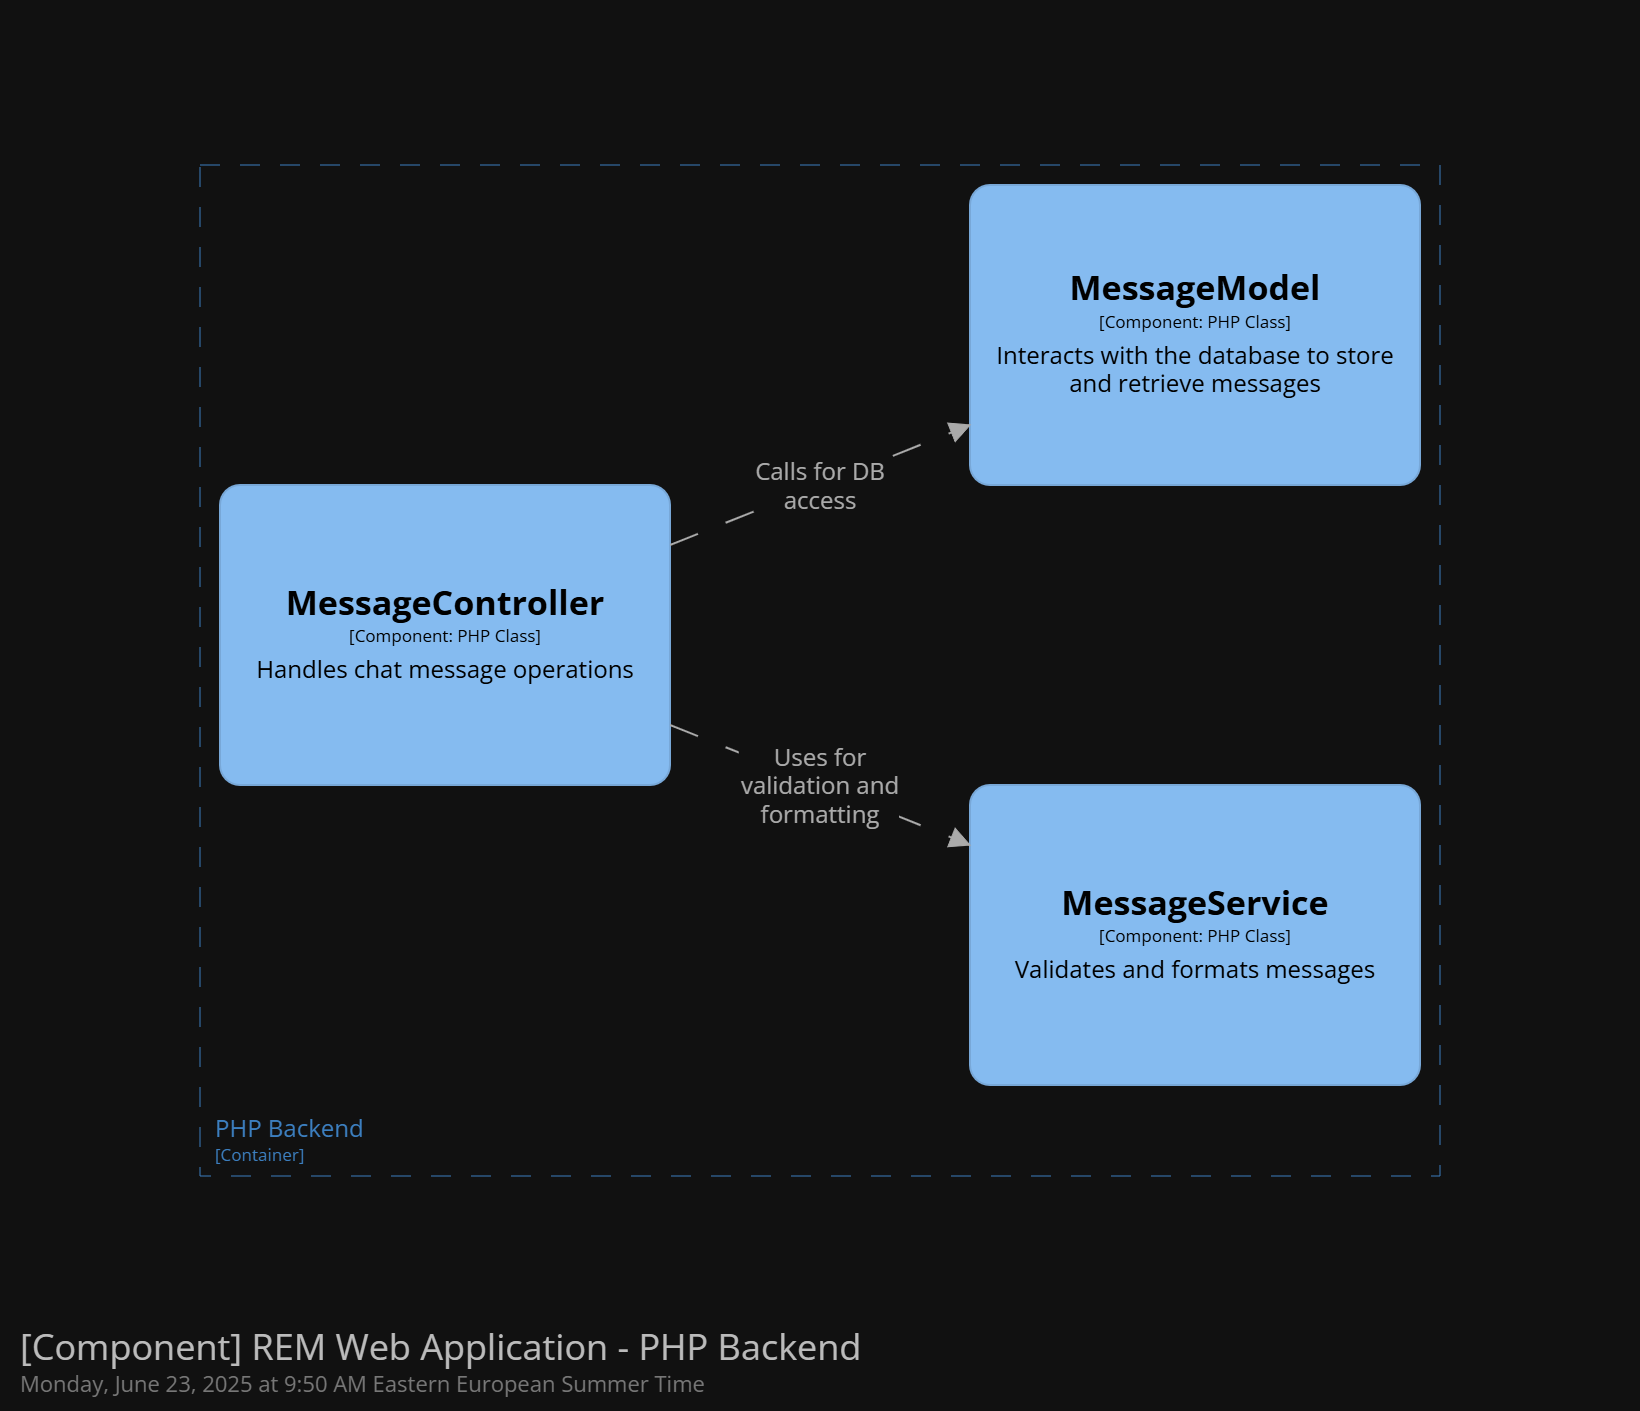 MessageModel
[Component: PHP Class]
Interacts with the database to store
and retrieve messages
Calls for DB
access
MessageController
[Component: PHP Class]
Handles chat message operations
Uses for
validation and
formatting
MessageService
[Component: PHP Class]
Validates and formats messages
PHP Backend
[Container]
[Component] REM Web Application - PHP Backend
Monday, June 23, 2025 at 9:50 AM Eastern European Summer Time